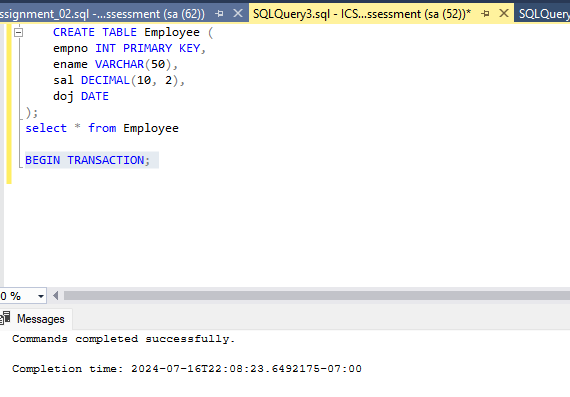 ssignment_02.sql -...ssessment (sa (62)) SQLQuery3.sql - ICS...ssessment (sa (52))* SQLQuery
CREATE TABLE Employee (
empno INT PRIMARY KEY,
ename VARCHAR(50),
sal DECIMAL(10, 2),
doj DATE
);
select * from Employee
BEGIN TRANSACTION;
0 %
Messages
Commands completed successfully.
Completion time: 2024-07-16T22:08:23.6492175-07:00